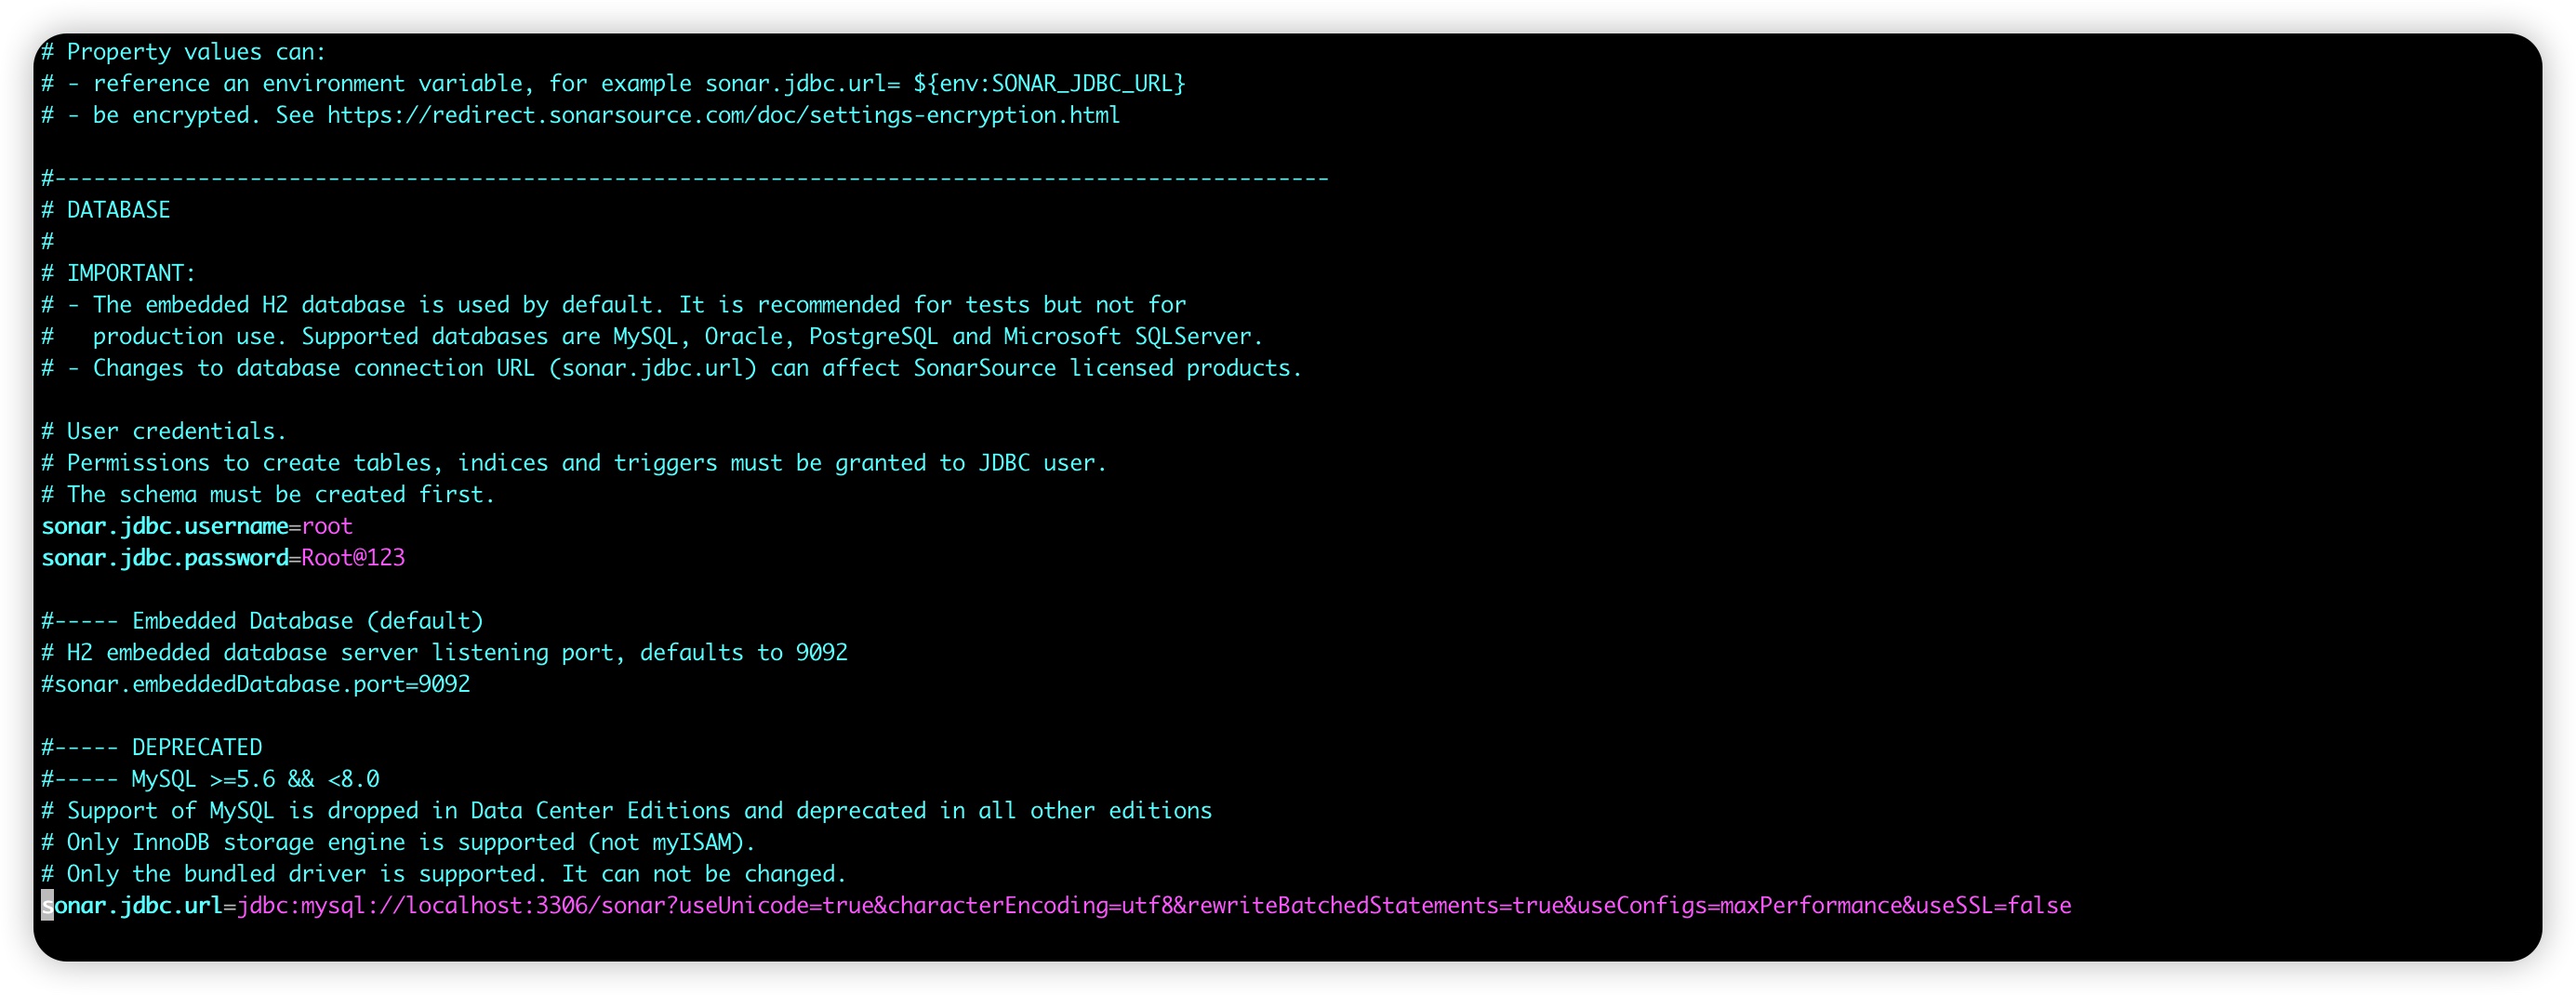 # Property values can:
# - reference an environment variable, for example sonar.jdbc.url= ${env:SONAR_JDBC_URL}
# - be encrypted. See https://redirect.sonarsource.com/doc/settings-encryption.html
#--------------------------------------------------------------------------------------------------
# DATABASE
#
# IMPORTANT:
# - The embedded H2 database is used by default. It is recommended for tests but not for
#   production use. Supported databases are MySQL, Oracle, PostgreSQL and Microsoft SQLServer.
# - Changes to database connection URL (sonar.jdbc.url) can affect SonarSource licensed products.
# User credentials.
# Permissions to create tables, indices and triggers must be granted to JDBC user.
# The schema must be created first.
sonar.jdbc.username=root
sonar.jdbc.password=Root@123
#----- Embedded Database (default)
# H2 embedded database server listening port, defaults to 9092
#sonar.embeddedDatabase.port=9092
#----- DEPRECATED
#----- MySQL >=5.6 && <8.0
# Support of MySQL is dropped in Data Center Editions and deprecated in all other editions
# Only InnoDB storage engine is supported (not myISAM).
# Only the bundled driver is supported. It can not be changed.
sonar.jdbc.url=jdbc:mysql://localhost:3306/sonar?useUnicode=true&characterEncoding=utf8&rewriteBatchedStatements=true&useConfigs=maxPerformance&useSSL=false